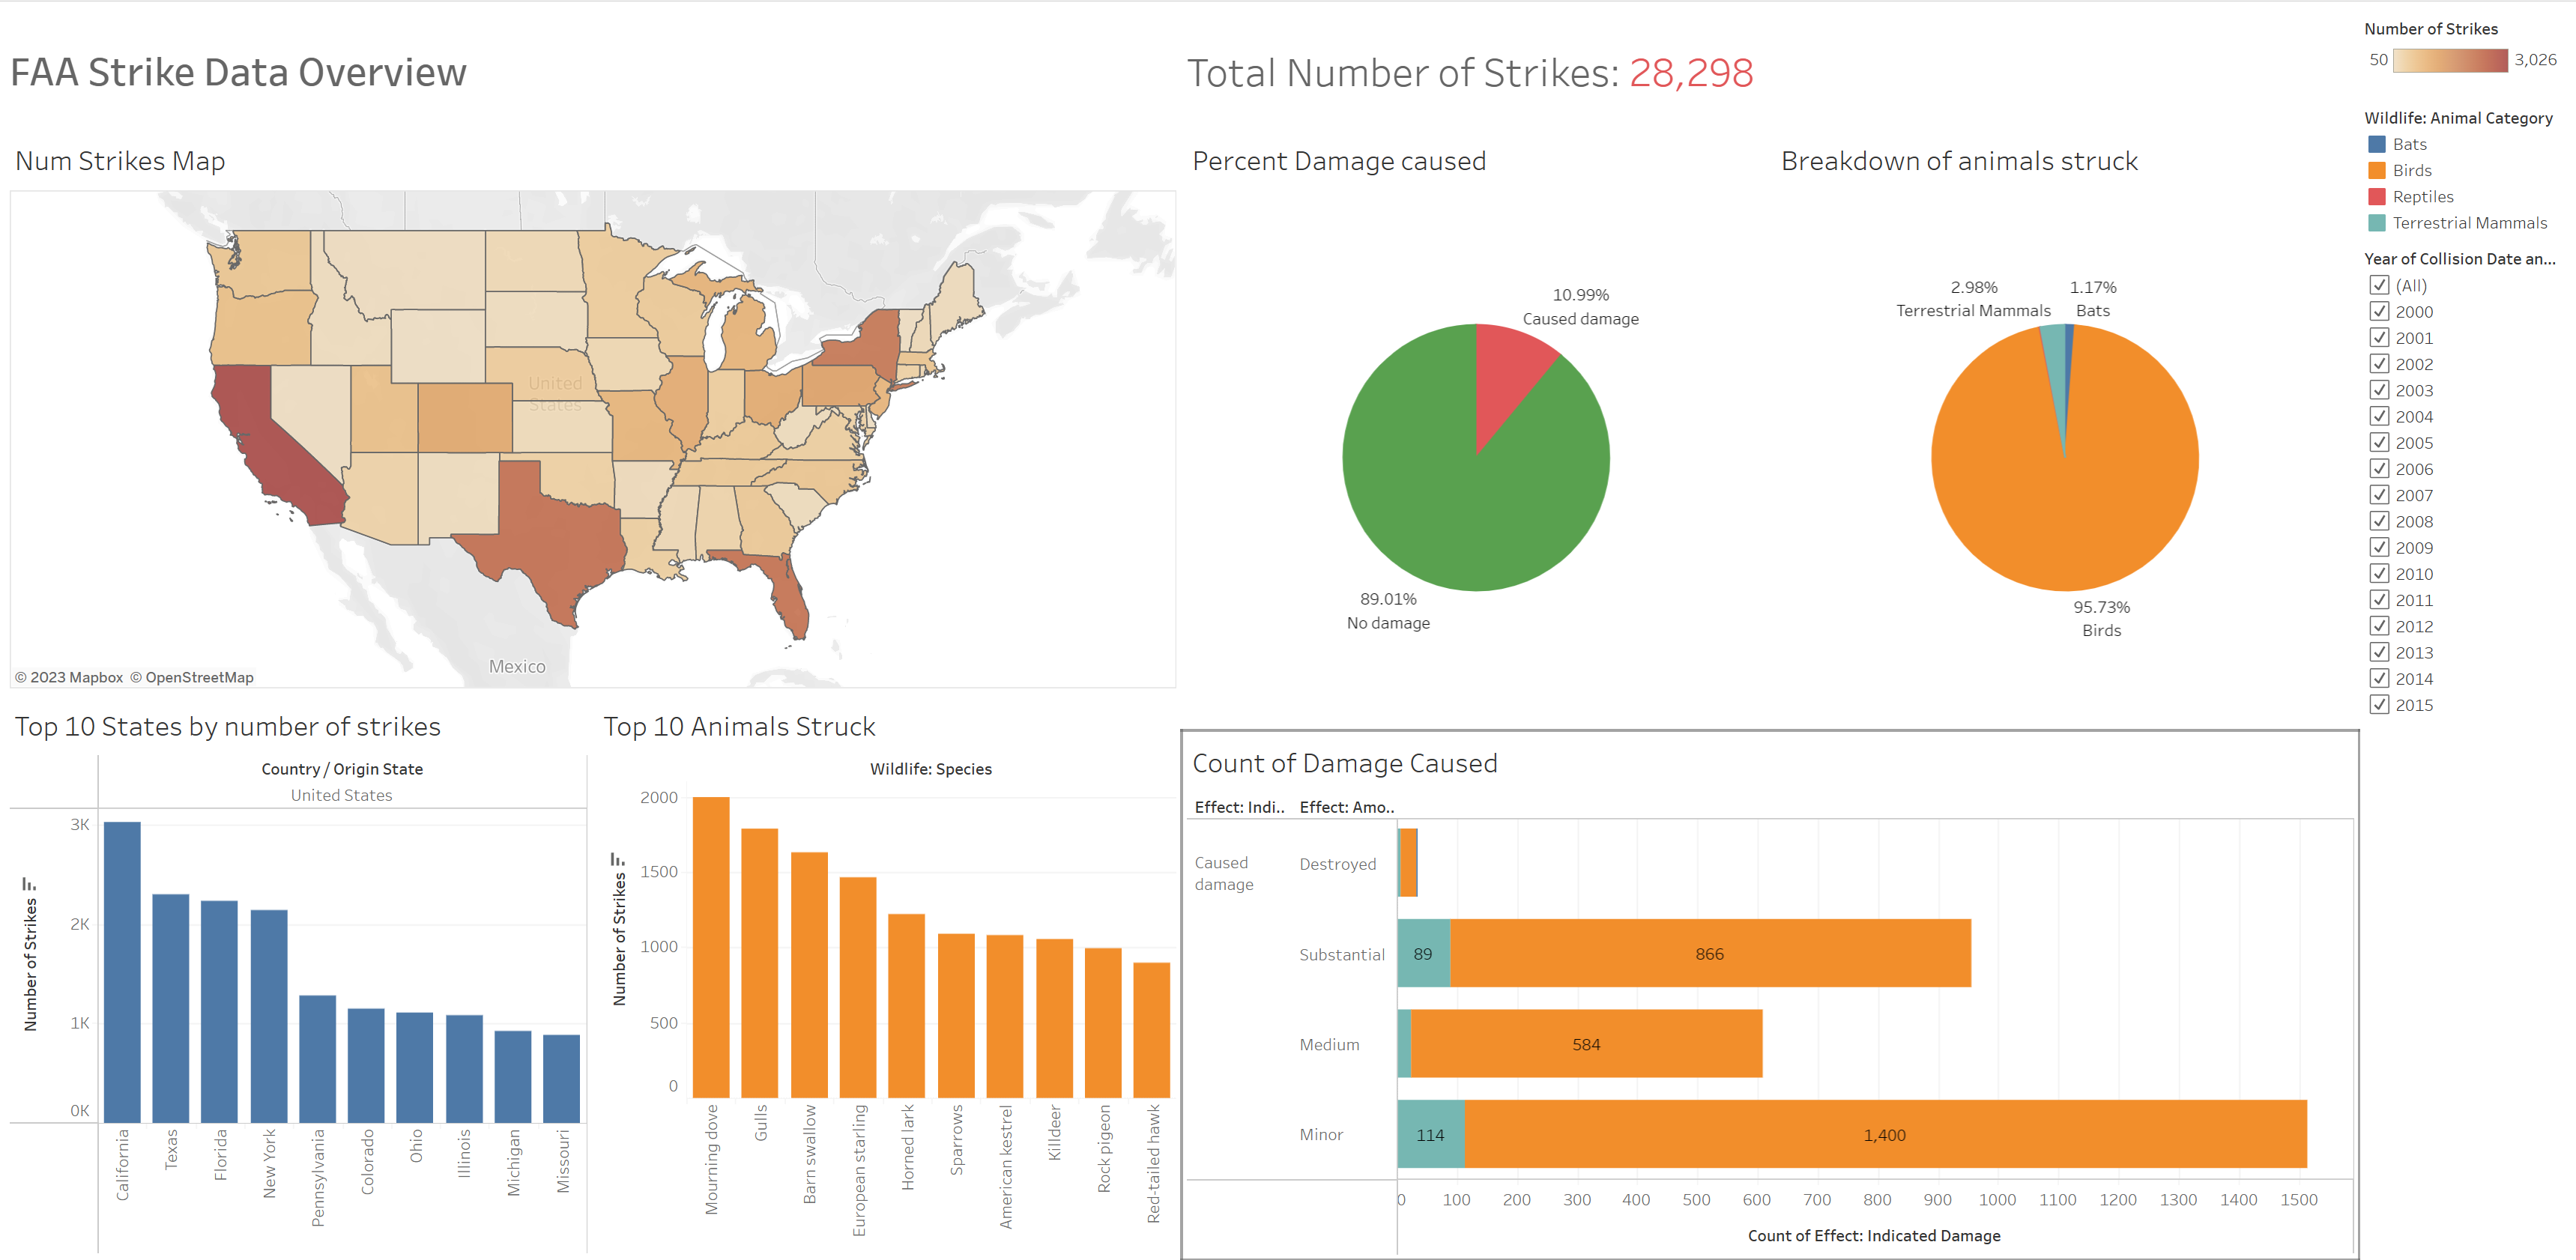 FAA Strike Data Overview
Total Number of Strikes: 28,298
Number of Strikes
50
3,026
Wildlife: Animal Category
Bats
Birds
Reptiles
Terrestrial Mammals
Year of Collision Date an...
(All)
2000
2001
2002
2003
2004
2005
2006
2007
2008
2009
2010
2011
2012
2013
2014
2015
Num Strikes Map
United
States
Mexico
© 2023 Mapbox © OpenStreetMap
Percent Damage caused
10.99%
Caused damage
89.01%
No damage
Breakdown of animals struck
2.98%
Terrestrial Mammals
1.17%
Bats
95.73%
Birds
Top 10 States by number of strikes
Country / Origin State
United States
Number of Strikes
3K
2K
1K
0K
California
Texas
Florida
New York
Pennsylvania
Colorado
Ohio
Illinois
Michigan
Missouri
Top 10 Animals Struck
Wildlife: Species
Number of Strikes
2000
1500
1000
500
0
Mourning dove
Gulls
Barn swallow
European starling
Horned lark
Sparrows
American kestrel
Killdeer
Rock pigeon
Red-tailed hawk
Count of Damage Caused
Effect: Indi..
Effect: Amo..
Caused
damage
Destroyed
Substantial
89
866
Medium
584
Minor
114
1,400
0
100
200
300
400
500
600
700
800
900
1000
1100
1200
1300
1400
1500
Count of Effect: Indicated Damage